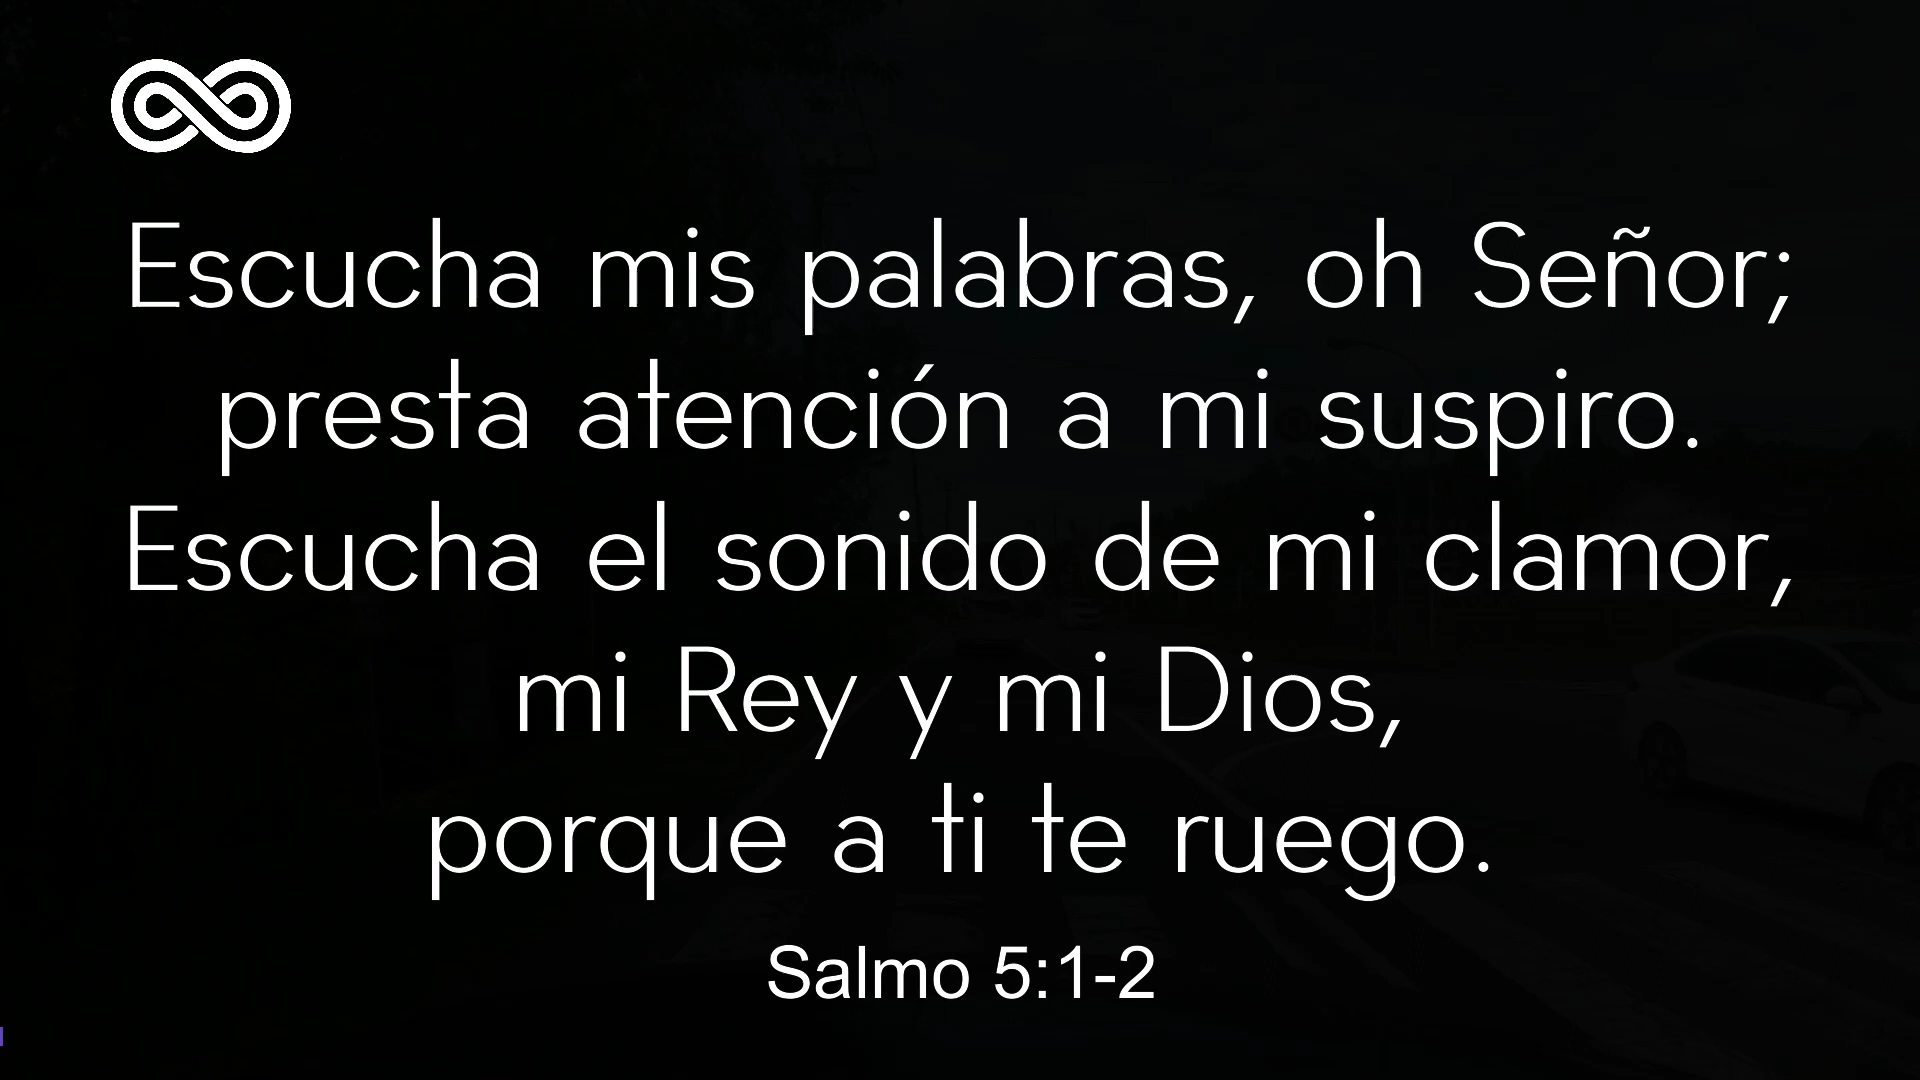 Escucha mis palabras, oh Señor;
presta atención a mi suspiro.
Escucha el sonido de mi clamor,
mi Rey y mi Dios,
porque a ti te ruego.
Salmo 5:1-2